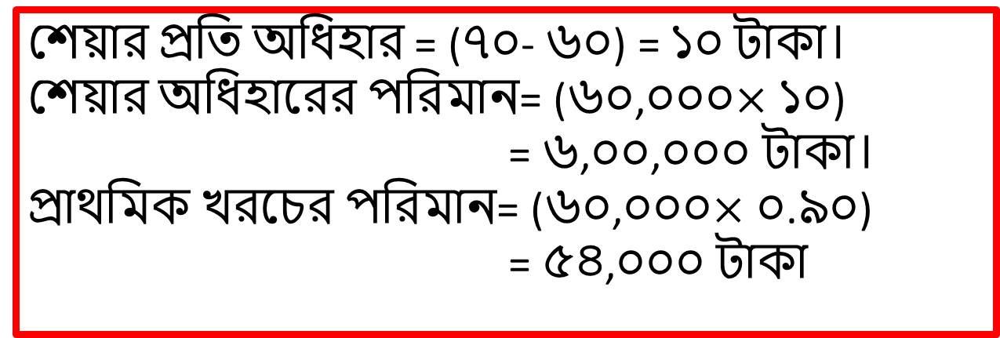 শেয়ার প্রতি অধিহার = (৭০- ৬০) = ১০ টাকা।
শেয়ার অধিহারের পরিমান= (৬০,০০০× ১০)
= ৬,০০,০০০ টাকা।
প্রাথমিক খরচের পরিমান= (৬০,০০০× ০.৯০)
= ৫৪,০০০ টাকা